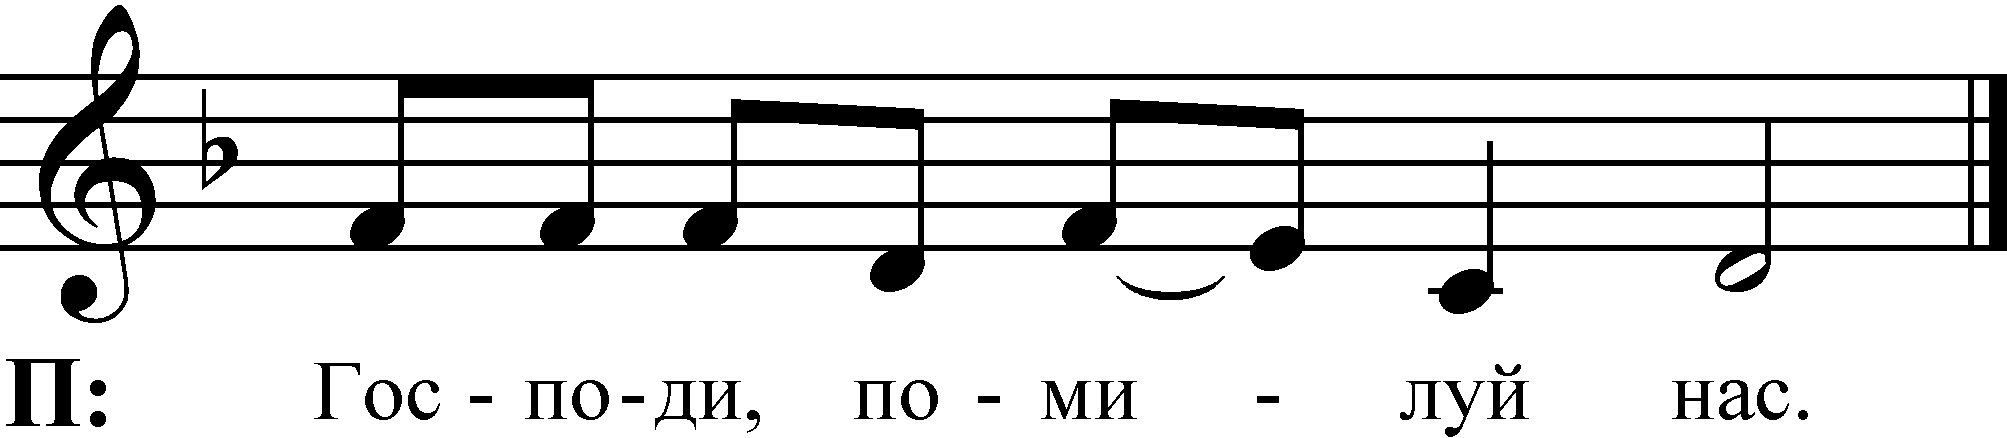 П: Гос - по-ди, по - ми - луй нас.